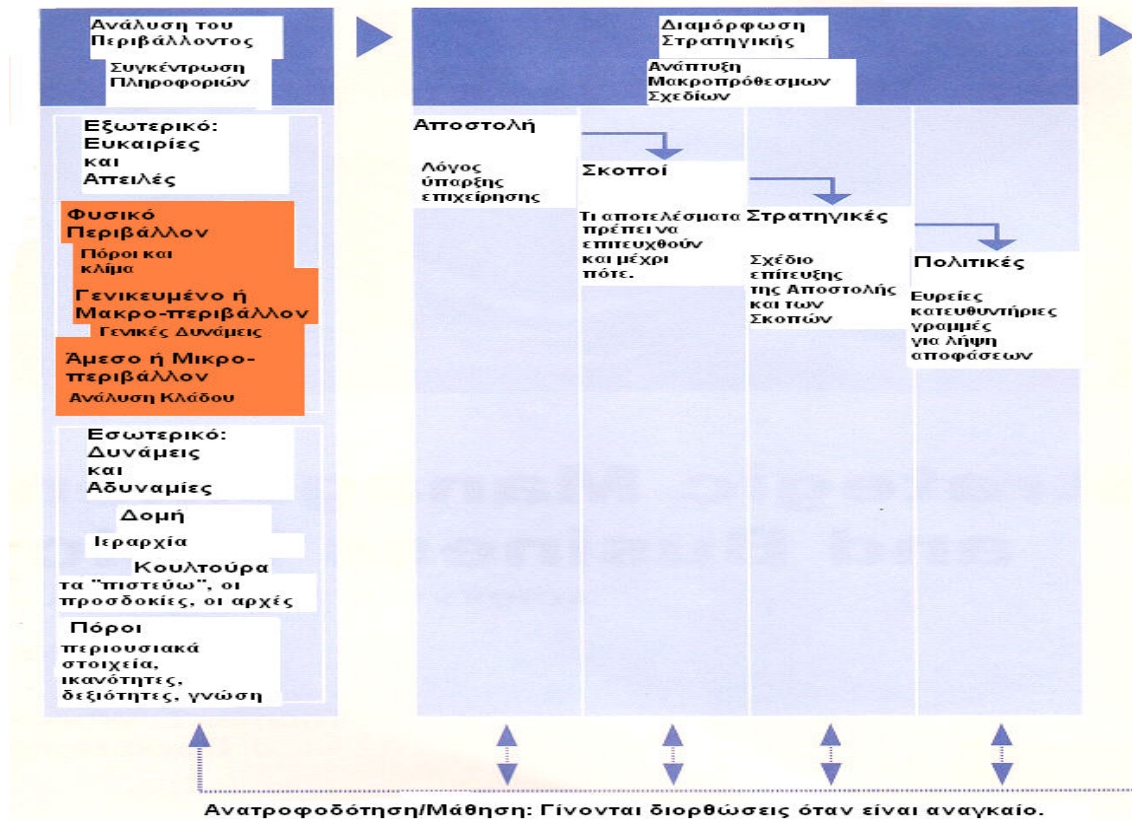 Ανάλυση του
Περιβάλλοντος
Συγκέντρωση
Πληροφοριών
Εξωτερικό:
Ευκαιρίες
και
Απειλές
Φυσικό
Περιβάλλον
Πόροι και
κλίμα
Γενικευμένο ή
Μακρο-περιβάλλον
Γενικές Δυνάμεις
Άμεσο ή Μικρο-
περιβάλλον
Ανάλυση Κλάδου
Εσωτερικό:
Δυνάμεις
και
Αδυναμίες
Δομή
Ιεραρχία
Κουλτούρα
τα "πιστεύω", οι
προσδοκίες, οι αρχές
Πόροι
περιουσιακά
στοιχεία,
ικανότητες,
δεξιότητες, γνώση
Διαμόρφωση
Στρατηγικής
Ανάπτυξη
Μακροπρόθεσμων
Σχεδίων
Αποστολή
Λόγος
ύπαρξης
επιχείρησης
Σκοποί
Τι αποτελέσματα
πρέπει να
επιτευχθούν
και μέχρι
πότε.
Στρατηγικές
Σχέδιο
επίτευξης
της Αποστολής
και των
Σκοπών
Πολιτικές
Ευρείες
κατευθυντήριες
γραμμές
για λήψη
αποφάσεων
Ανατροφοδότηση/Μάθηση: Γίνονται διορθώσεις όταν είναι αναγκαίο.